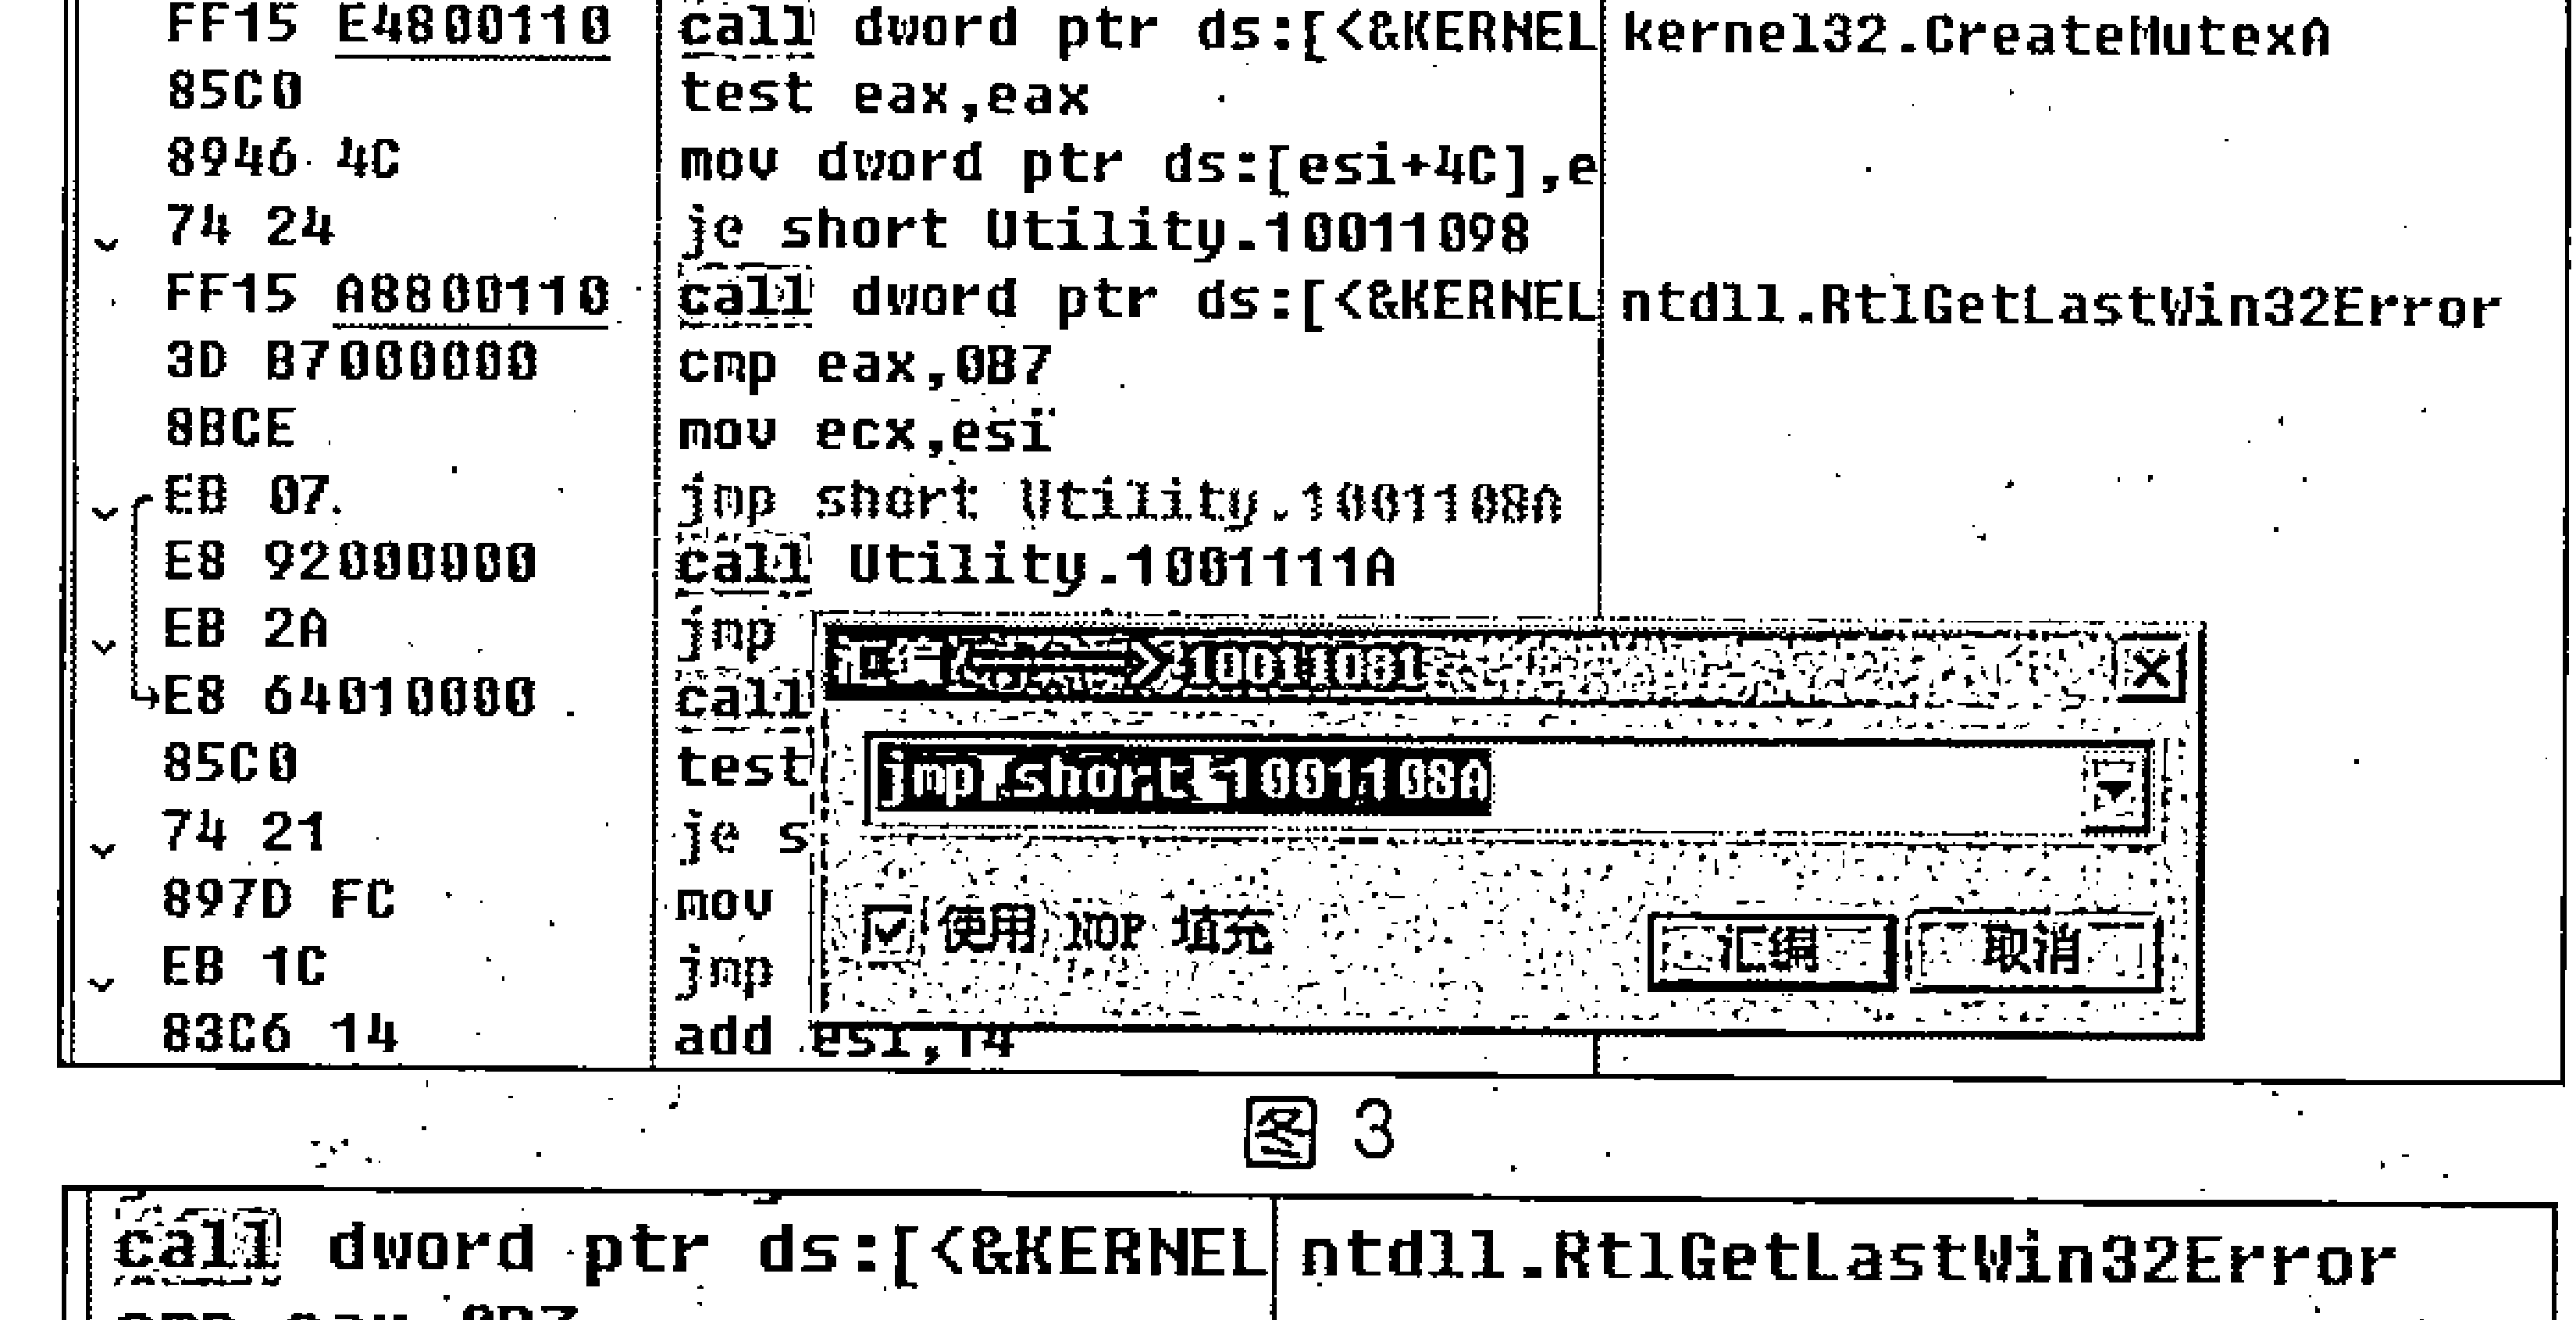 FF15 E4800110 call dword ptr ds:[<&KERNEL kernel32.CreateMutexA
85C0 test eax,eax
8946 4C mov dword ptr ds:[esi+4C],e
74 24 je short Utility.10011098
FF15 A8800110 call dword ptr ds:[<&KERNEL ntdll.RtlGetLastWin32Error
3D B7000000 cmp eax,0B7
8BCE mov ecx,esi
EB 07 jmp short Utility.1001108A
E8 92000000 call Utility.1001111A
EB 2A jmp
E8 64010000 call
85C0 test
74 21 je s
897D FC mov
EB 1C jmp
83C6 14 add esi,14
汇编 10011081
jmp short 1001108A
使用 NOP 填充
汇编 取消
图 3
call dword ptr ds:[<&KERNEL ntdll.RtlGetLastWin32Error